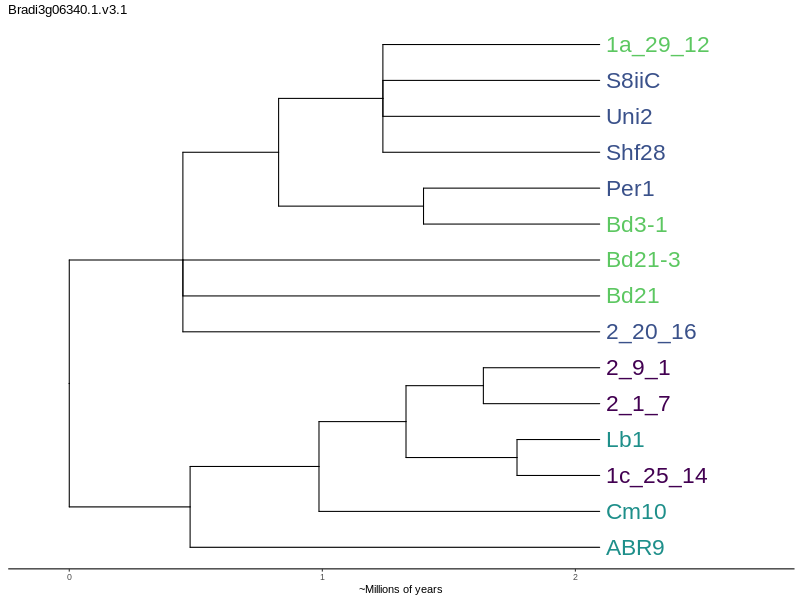 Bradi3g06340.1.v3.1
1a_29_12
S8iiC
Uni2
Shf28
Per1
Bd3-1
Bd21-3
Bd21
2_20_16
2_9_1
2_1_7
Lb1
1c_25_14
Cm10
ABR9
0 1 2
~Millions of years